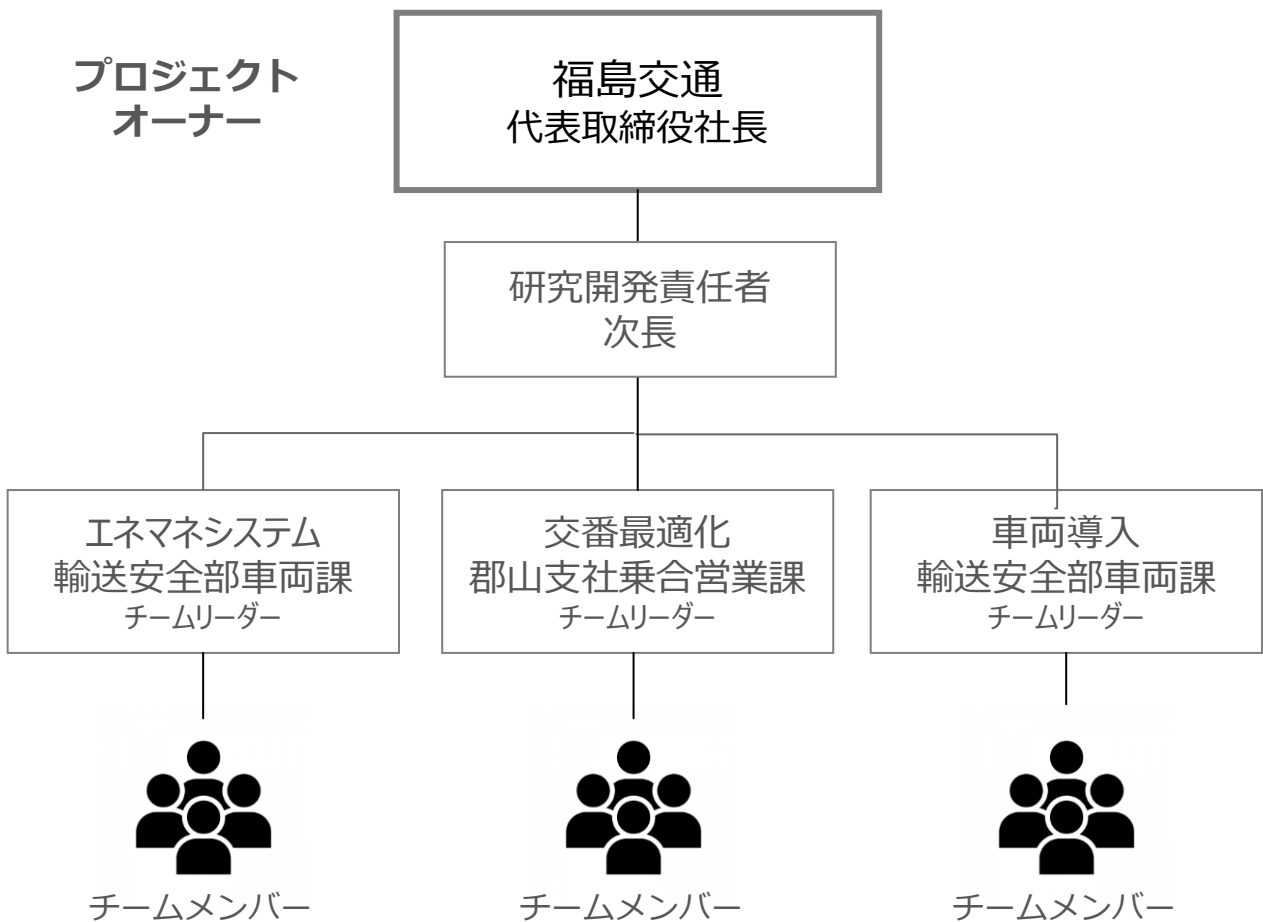 プロジェクト
オーナー
福島交通
代表取締役社長
研究開発責任者
次長
エネマネシステム
輸送安全部車両課
チームリーダー
交番最適化
郡山支社乗合営業課
チームリーダー
車両導入
輸送安全部車両課
チームリーダー
チームメンバー
チームメンバー
チームメンバー